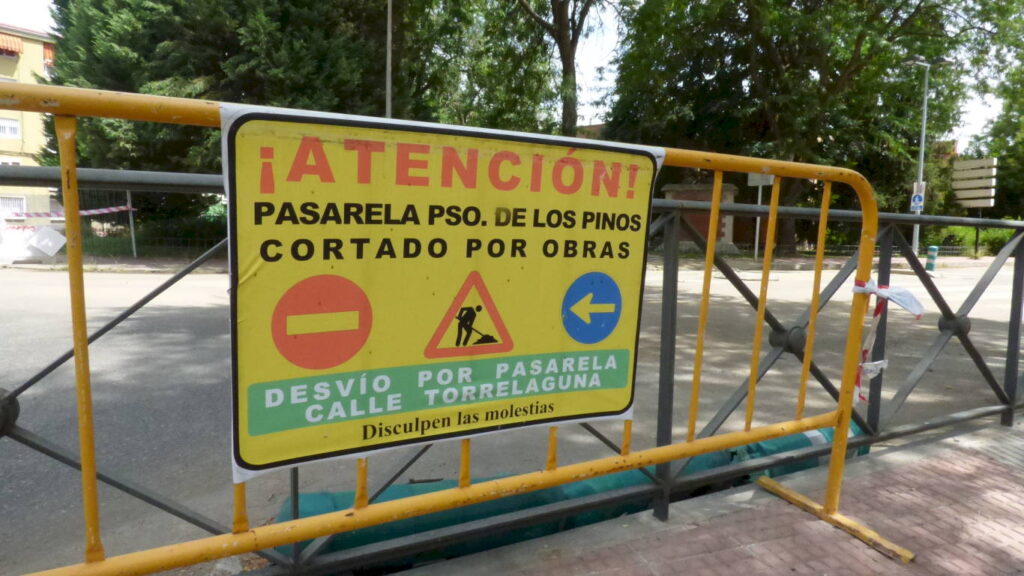 ¡ATENCIÓN!
PASARELA PSO. DE LOS PINOS
CORTADO POR OBRAS
DESVÍO POR PASARELA
CALLE TORRELAGUNA
Disculpen las molestias